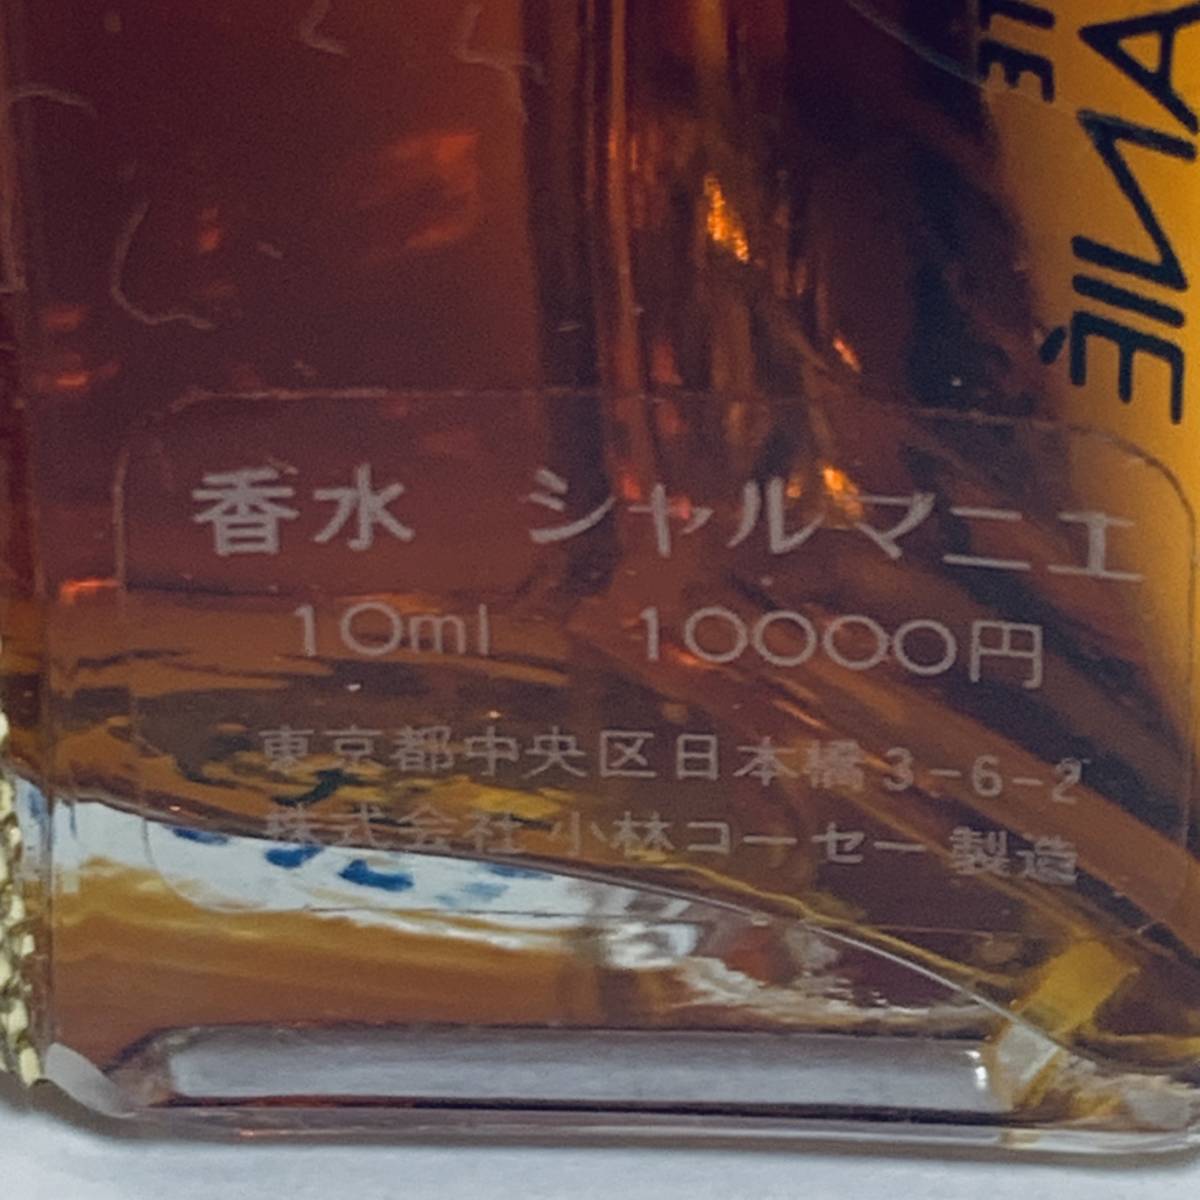 香水 シャルマニエ
10ml 10000円
東京都中央区日本橋3-6-2
株式会社 小林コーセー 製造